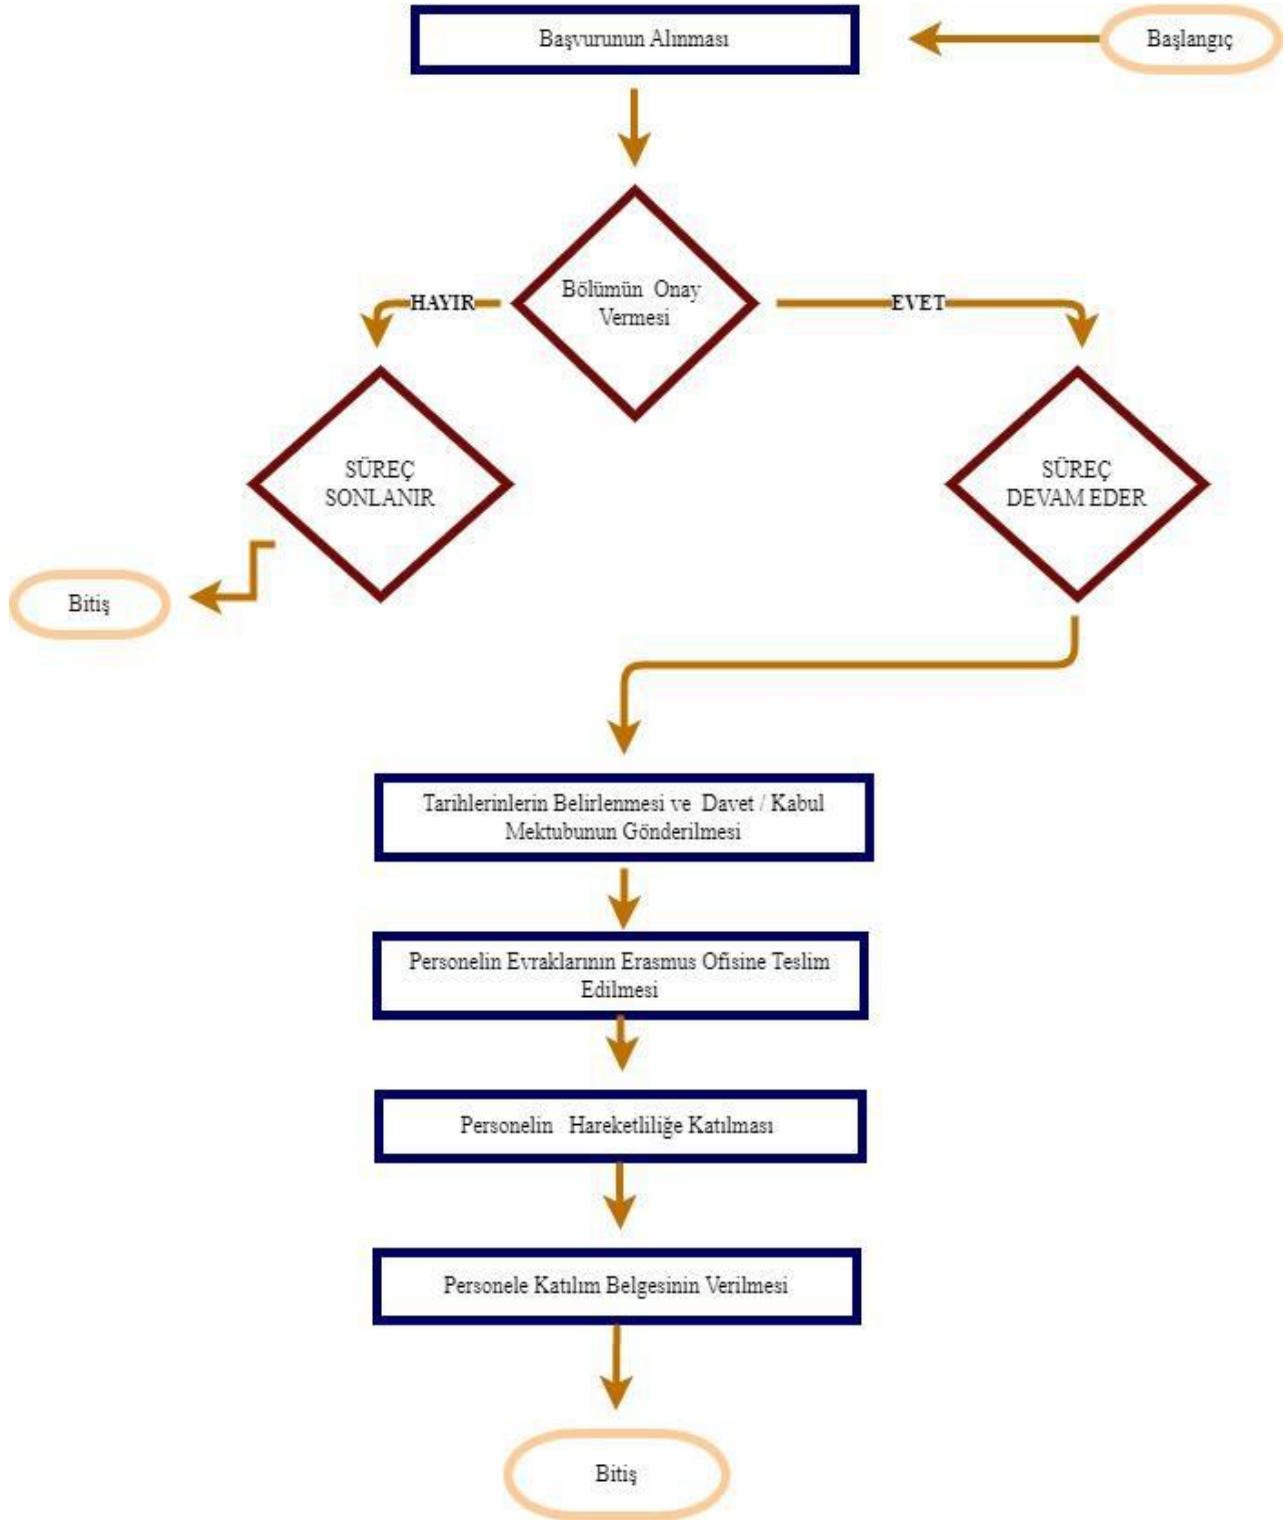 Başlangıç
Başvurunun Alınması
Bölümün Onay
Vermesi
HAYIR
EVET
SÜREÇ
SONLANIR
SÜREÇ
DEVAM EDER
Bitiş
Tarihlerinlerin Belirlenmesi ve Davet / Kabul
Mektubunun Gönderilmesi
Personelin Evraklarının Erasmus Ofisine Teslim
Edilmesi
Personelin Hareketliliğe Katılması
Personele Katılım Belgesinin Verilmesi
Bitiş